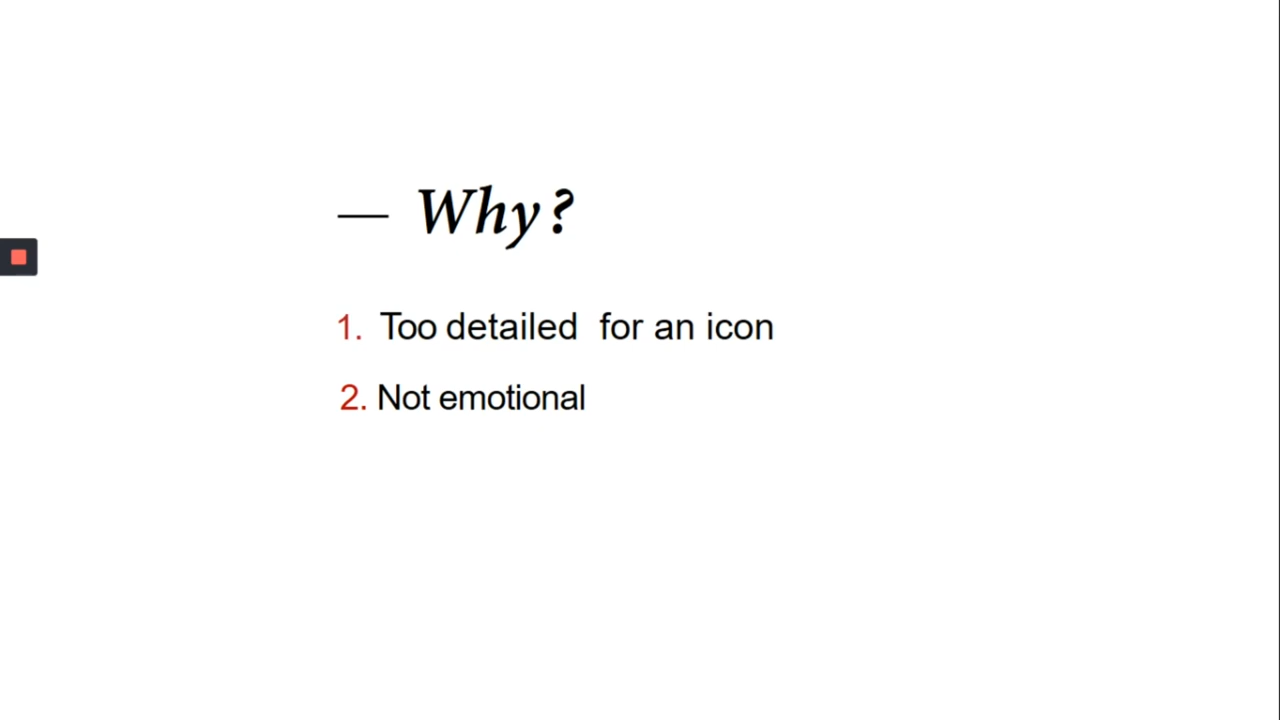 — Why?
1. Too detailed for an icon
2. Not emotional